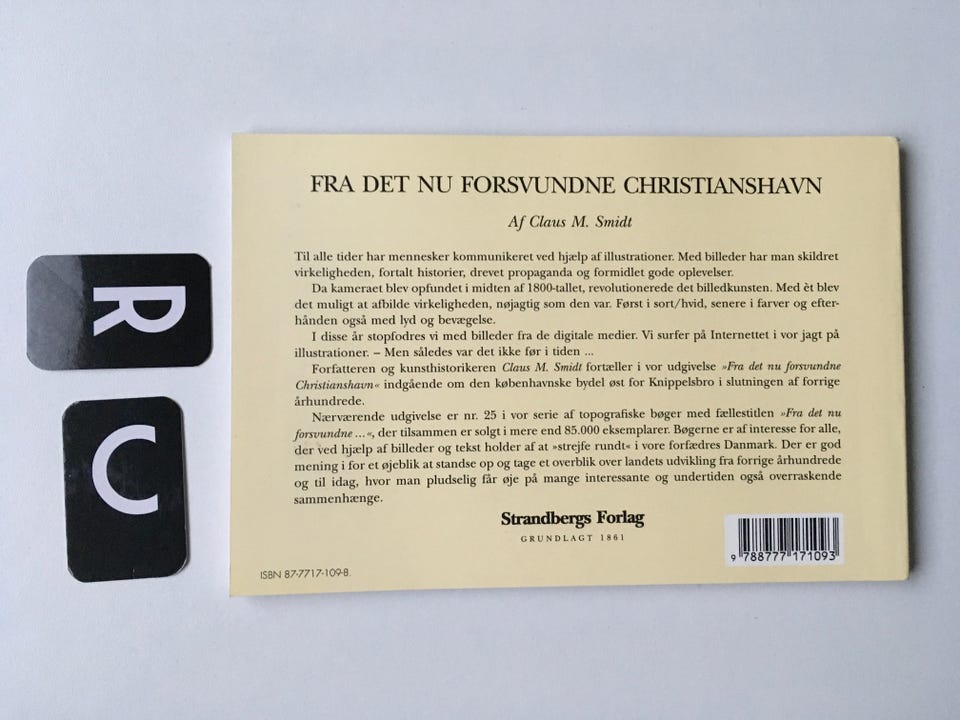 R
C
FRA DET NU FORSVUNDNE CHRISTIANSHAVN
Af Claus M. Smidt
Til alle tider har mennesker kommunikeret ved hjælp af illustrationer. Med billeder har man skildret
virkeligheden, fortalt historier, drevet propaganda og formidlet gode oplevelser.
Da kameraet blev opfundet i midten af 1800-tallet, revolutionerede det billedkunsten. Med èt blev
det muligt at afbilde virkeligheden, nøjagtig som den var. Først i sort/hvid, senere i farver og efter-
hånden også med lyd og bevægelse.
I disse år stopfodres vi med billeder fra de digitale medier. Vi surfer på Internettet i vor jagt på
illustrationer. – Men således var det ikke før i tiden ...
Forfatteren og kunsthistorikeren Claus M. Smidt fortæller i vor udgivelse »Fra det nu forsvundne
Christianshavn« indgående om den københavnske bydel øst for Knippelsbro i slutningen af forrige
århundrede.
Nærværende udgivelse er nr. 25 i vor serie af topografiske bøger med fællestitlen »Fra det nu
forsvundne ...«, der tilsammen er solgt i mere end 85.000 eksemplarer. Bøgerne er af interesse for alle,
der ved hjælp af billeder og tekst holder af at »strejfe rundt« i vore forfædres Danmark. Der er god
mening i for et øjeblik at standse op og tage et overblik over landets udvikling fra forrige århundrede
og til idag, hvor man pludselig får øje på mange interessante og undertiden også overraskende
sammenhænge.
Strandbergs Forlag
GRUNDLAGT 1861
ISBN 87-7717-109-8.
9 788777 171093